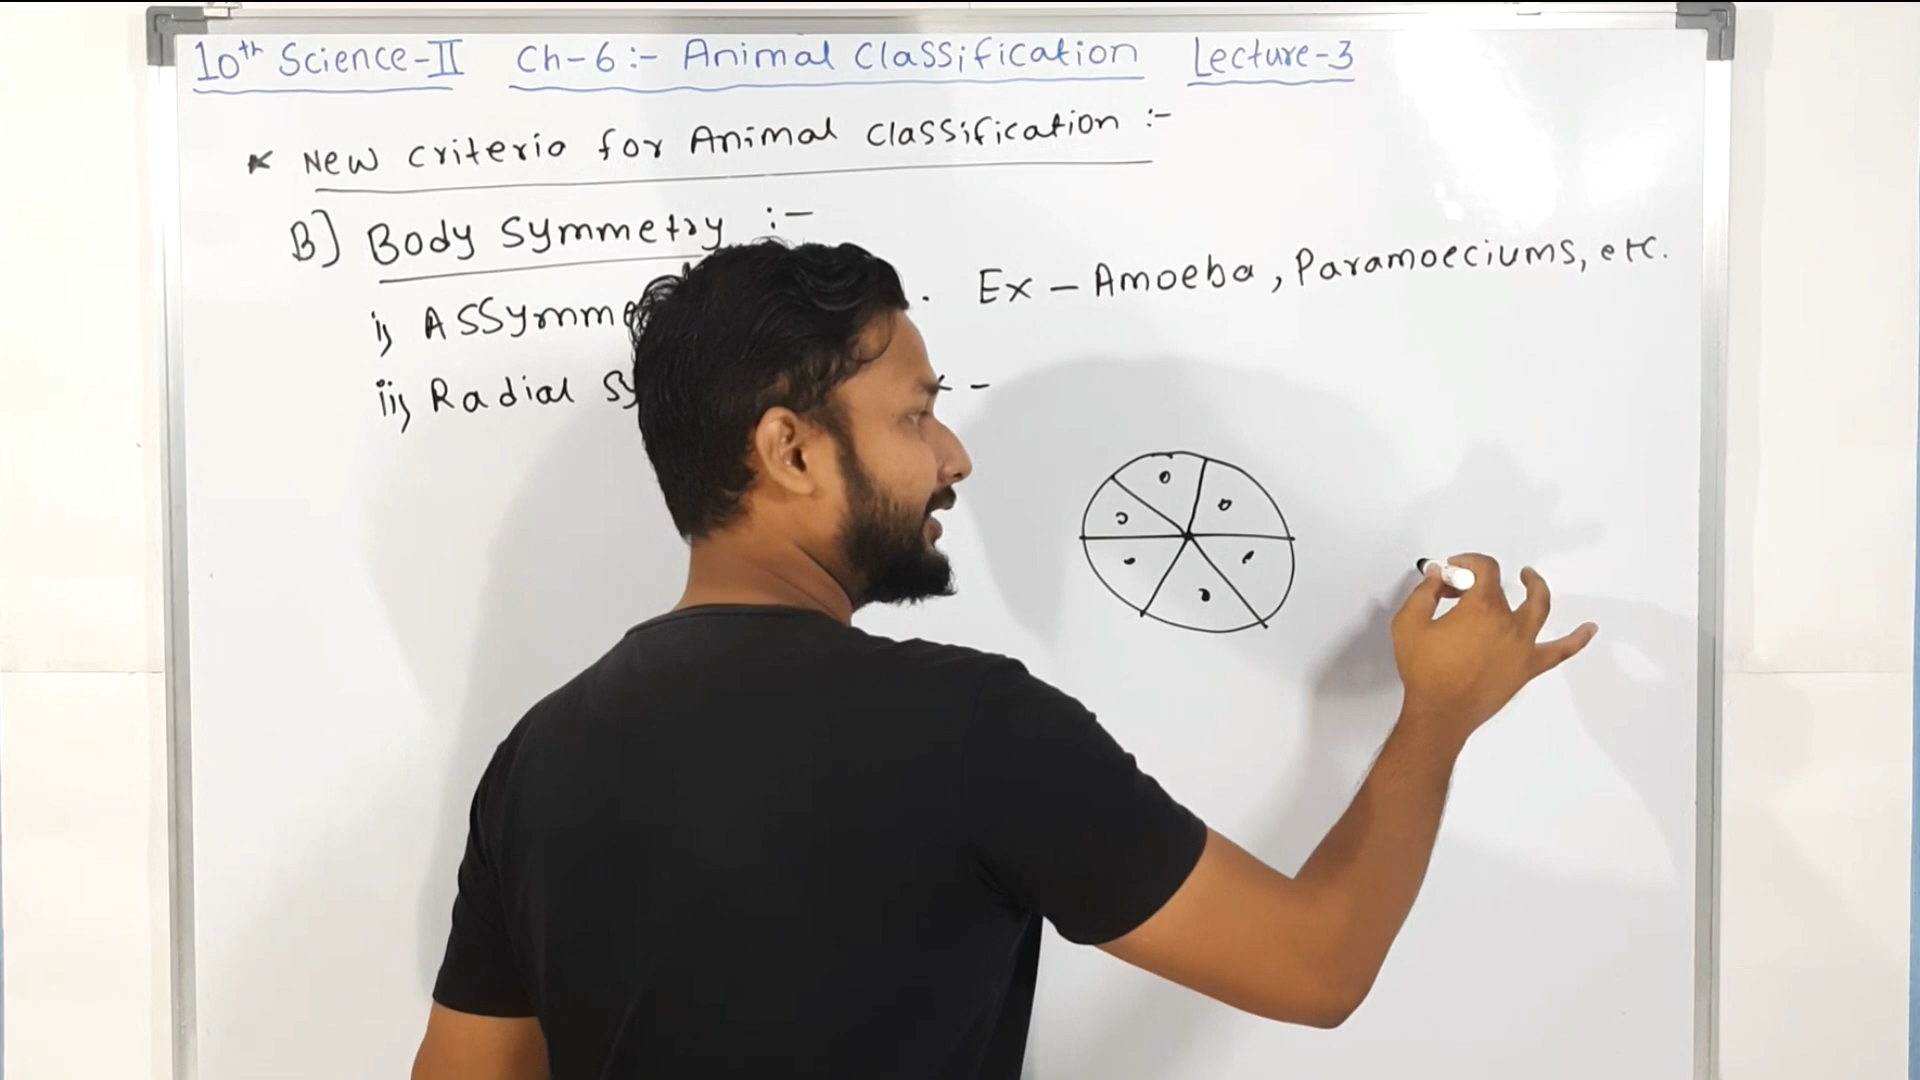 10th Science-II Ch-6:- Animal Classification Lecture-3
* New criteria for Animal classification :-
B] Body Symmetry :-
i) ASSymme . Ex - Amoeba, Paramoeciums, etc.
ii) Radial Sy x -